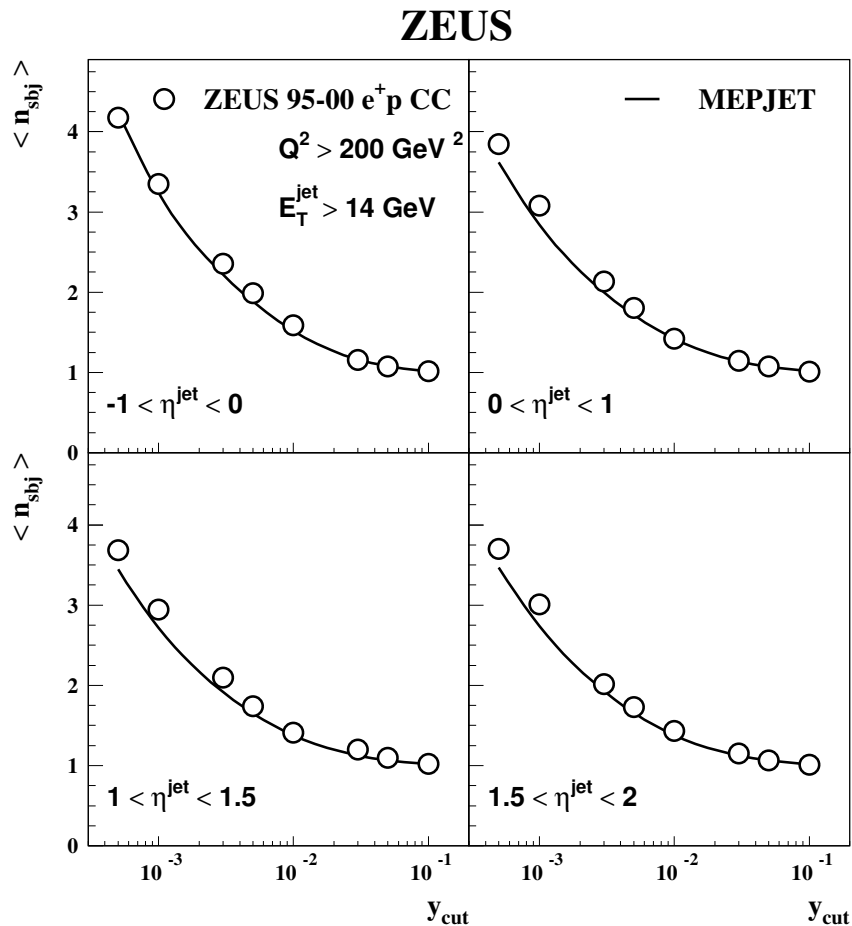 ZEUS
< n_sbj >
4
3
2
1
0
ZEUS 95-00 e⁺p CC
Q² > 200 GeV ²
E_T^jet > 14 GeV
-1 < η^jet < 0
MEPJET
0 < η^jet < 1
< n_sbj >
4
3
2
1
0
1 < η^jet < 1.5
1.5 < η^jet < 2
10⁻³ 10⁻² 10⁻¹
10⁻³ 10⁻² 10⁻¹
y_cut
y_cut